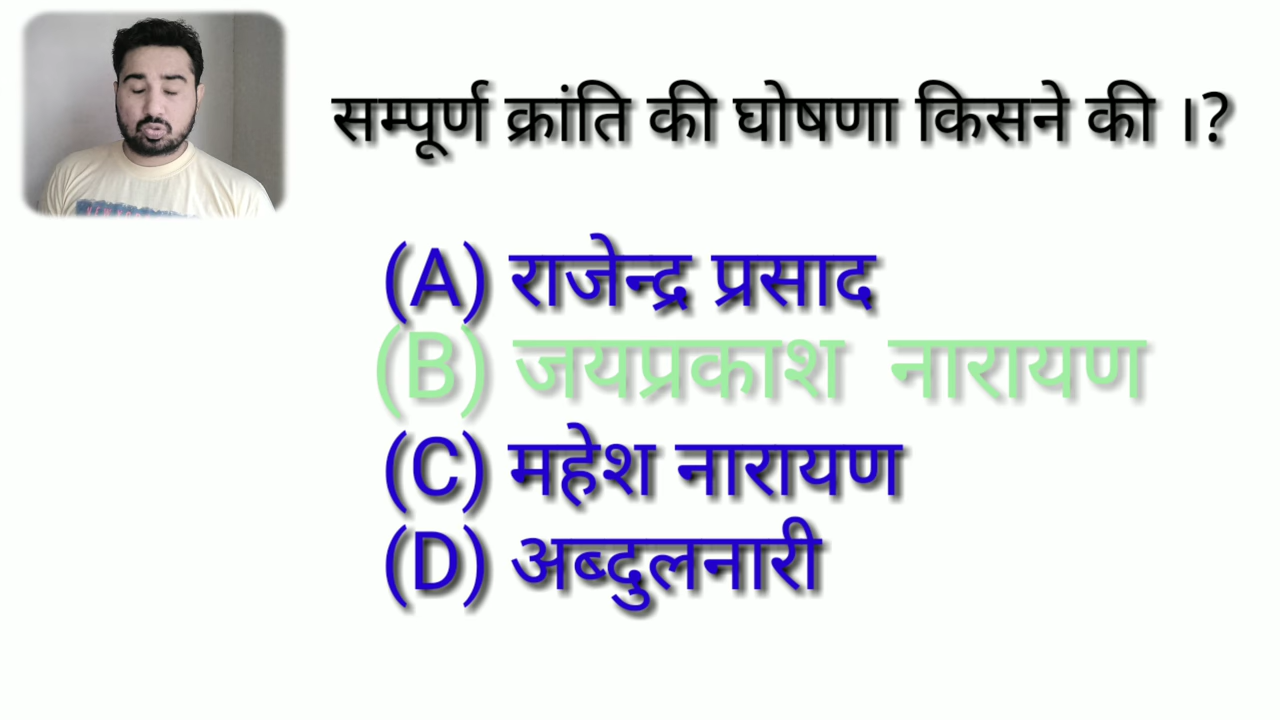 सम्पूर्ण क्रांति की घोषणा किसने की ।?
(A) राजेन्द्र प्रसाद
(B) जयप्रकाश नारायण
(C) महेश नारायण
(D) अब्दुलनारी